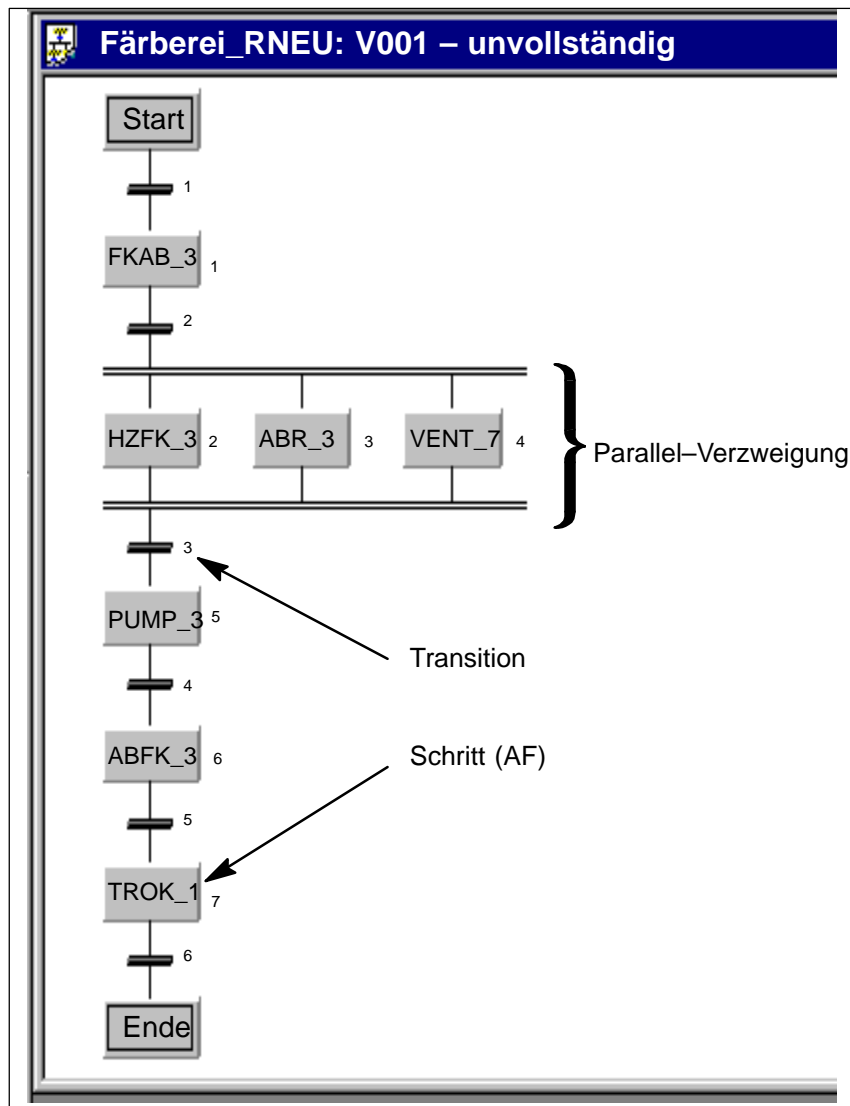 Färberei_RNEU: V001 – unvollständig
Start
1
FKAB_3 1
2
HZFK_3 2 ABR_3 3 VENT_7 4
Parallel–Verzweigung
3
PUMP_3 5
Transition
4
ABFK_3 6
Schritt (AF)
5
TROK_1 7
6
Ende